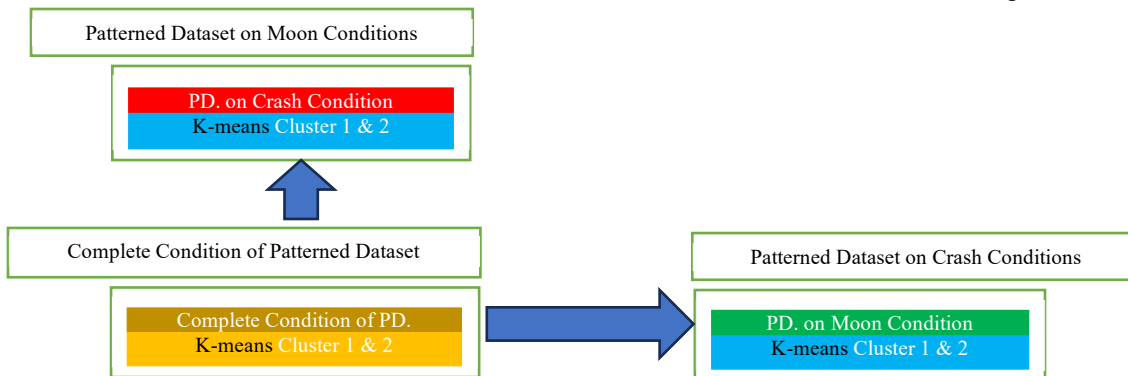 Patterned Dataset on Moon Conditions
PD. on Crash Condition
K-means Cluster 1 & 2
Complete Condition of Patterned Dataset
Complete Condition of PD.
K-means Cluster 1 & 2
Patterned Dataset on Crash Conditions
PD. on Moon Condition
K-means Cluster 1 & 2